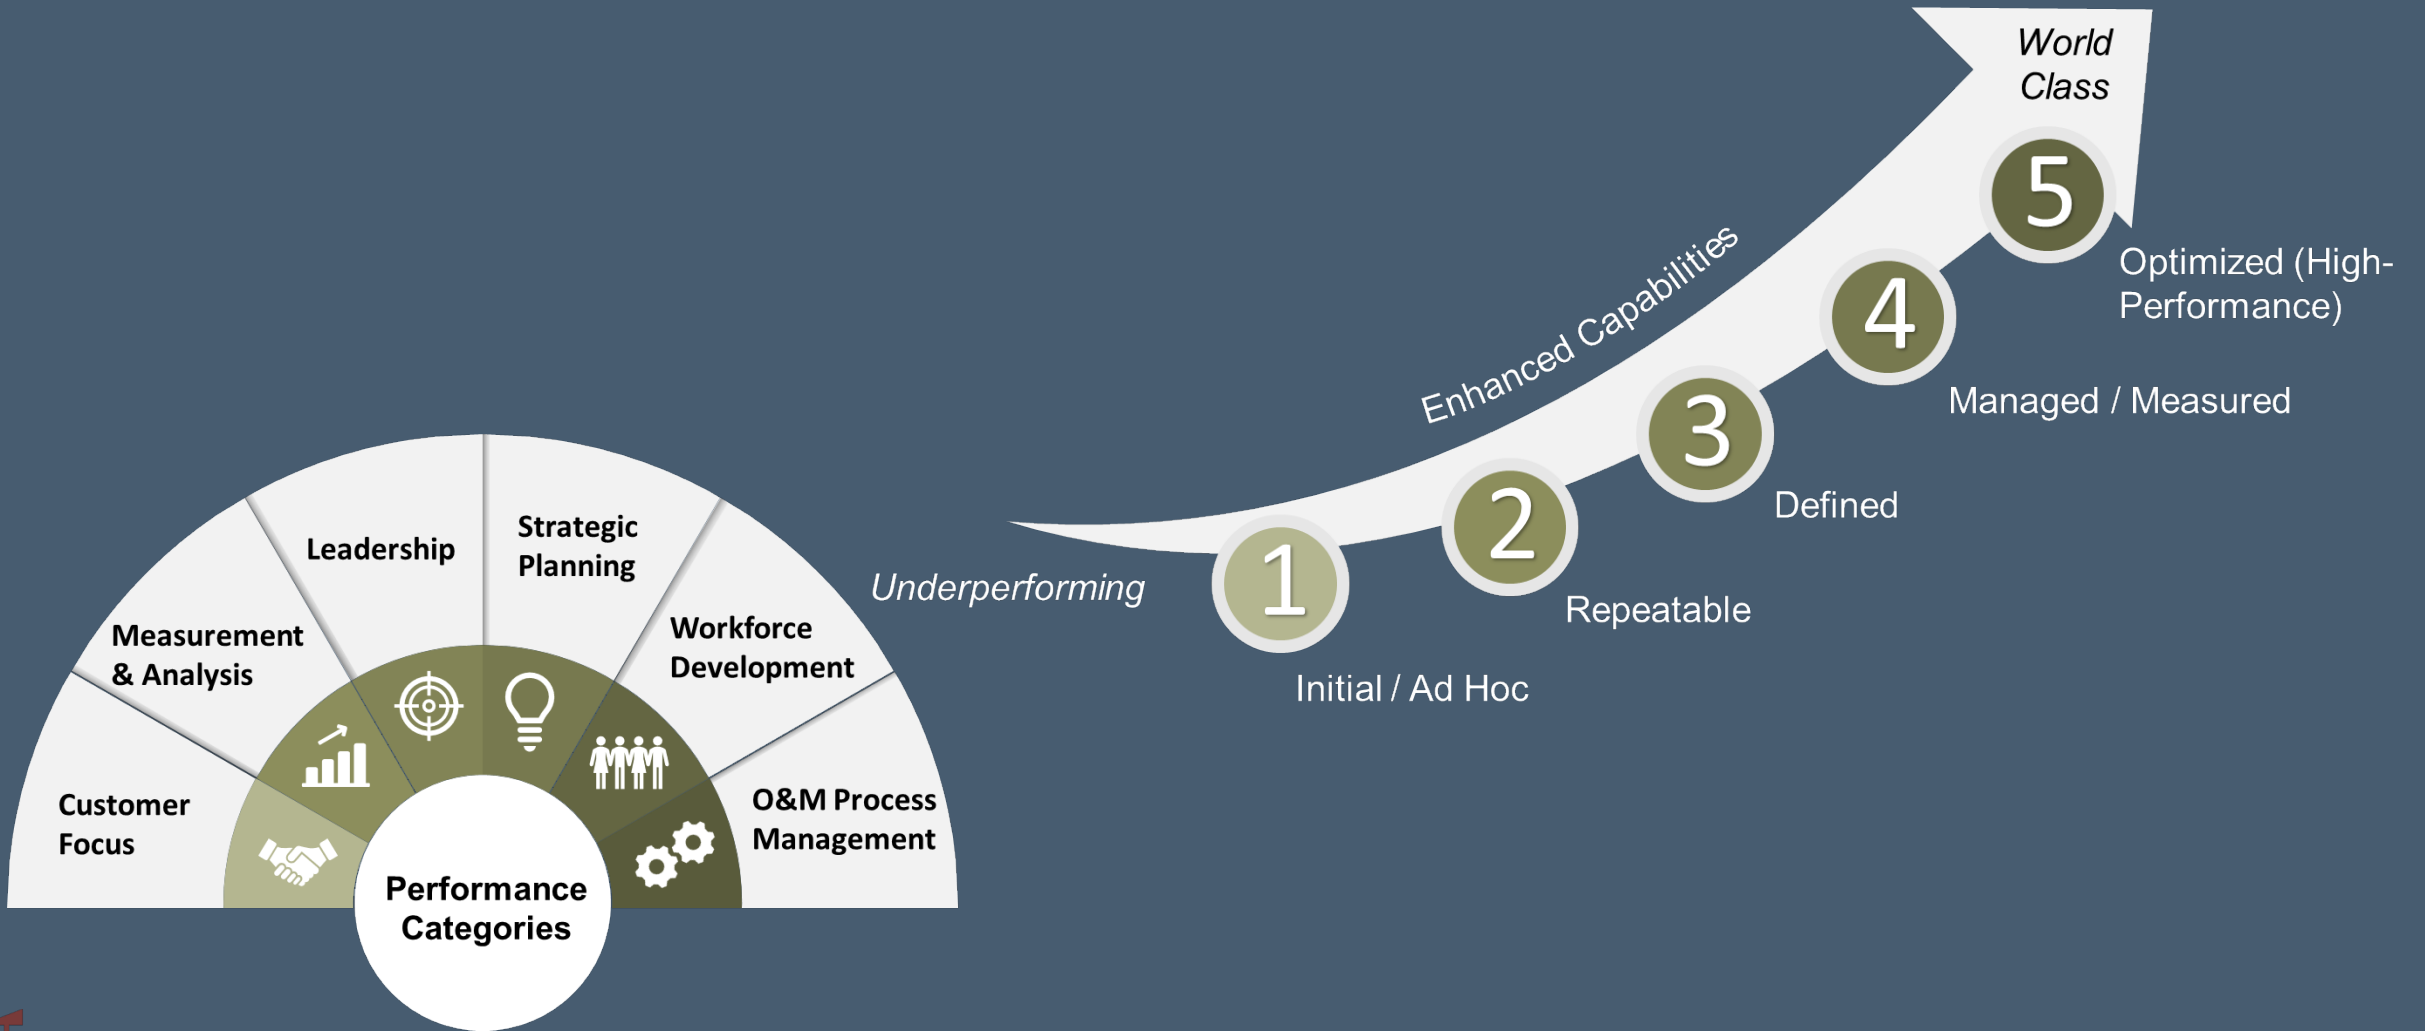 Customer
Focus
Measurement
& Analysis
Leadership
Strategic
Planning
Workforce
Development
O&M Process
Management
Performance
Categories
Underperforming
1
Initial / Ad Hoc
2
Repeatable
3
Defined
4
Managed / Measured
5
Optimized (High-
Performance)
Enhanced Capabilities
World
Class